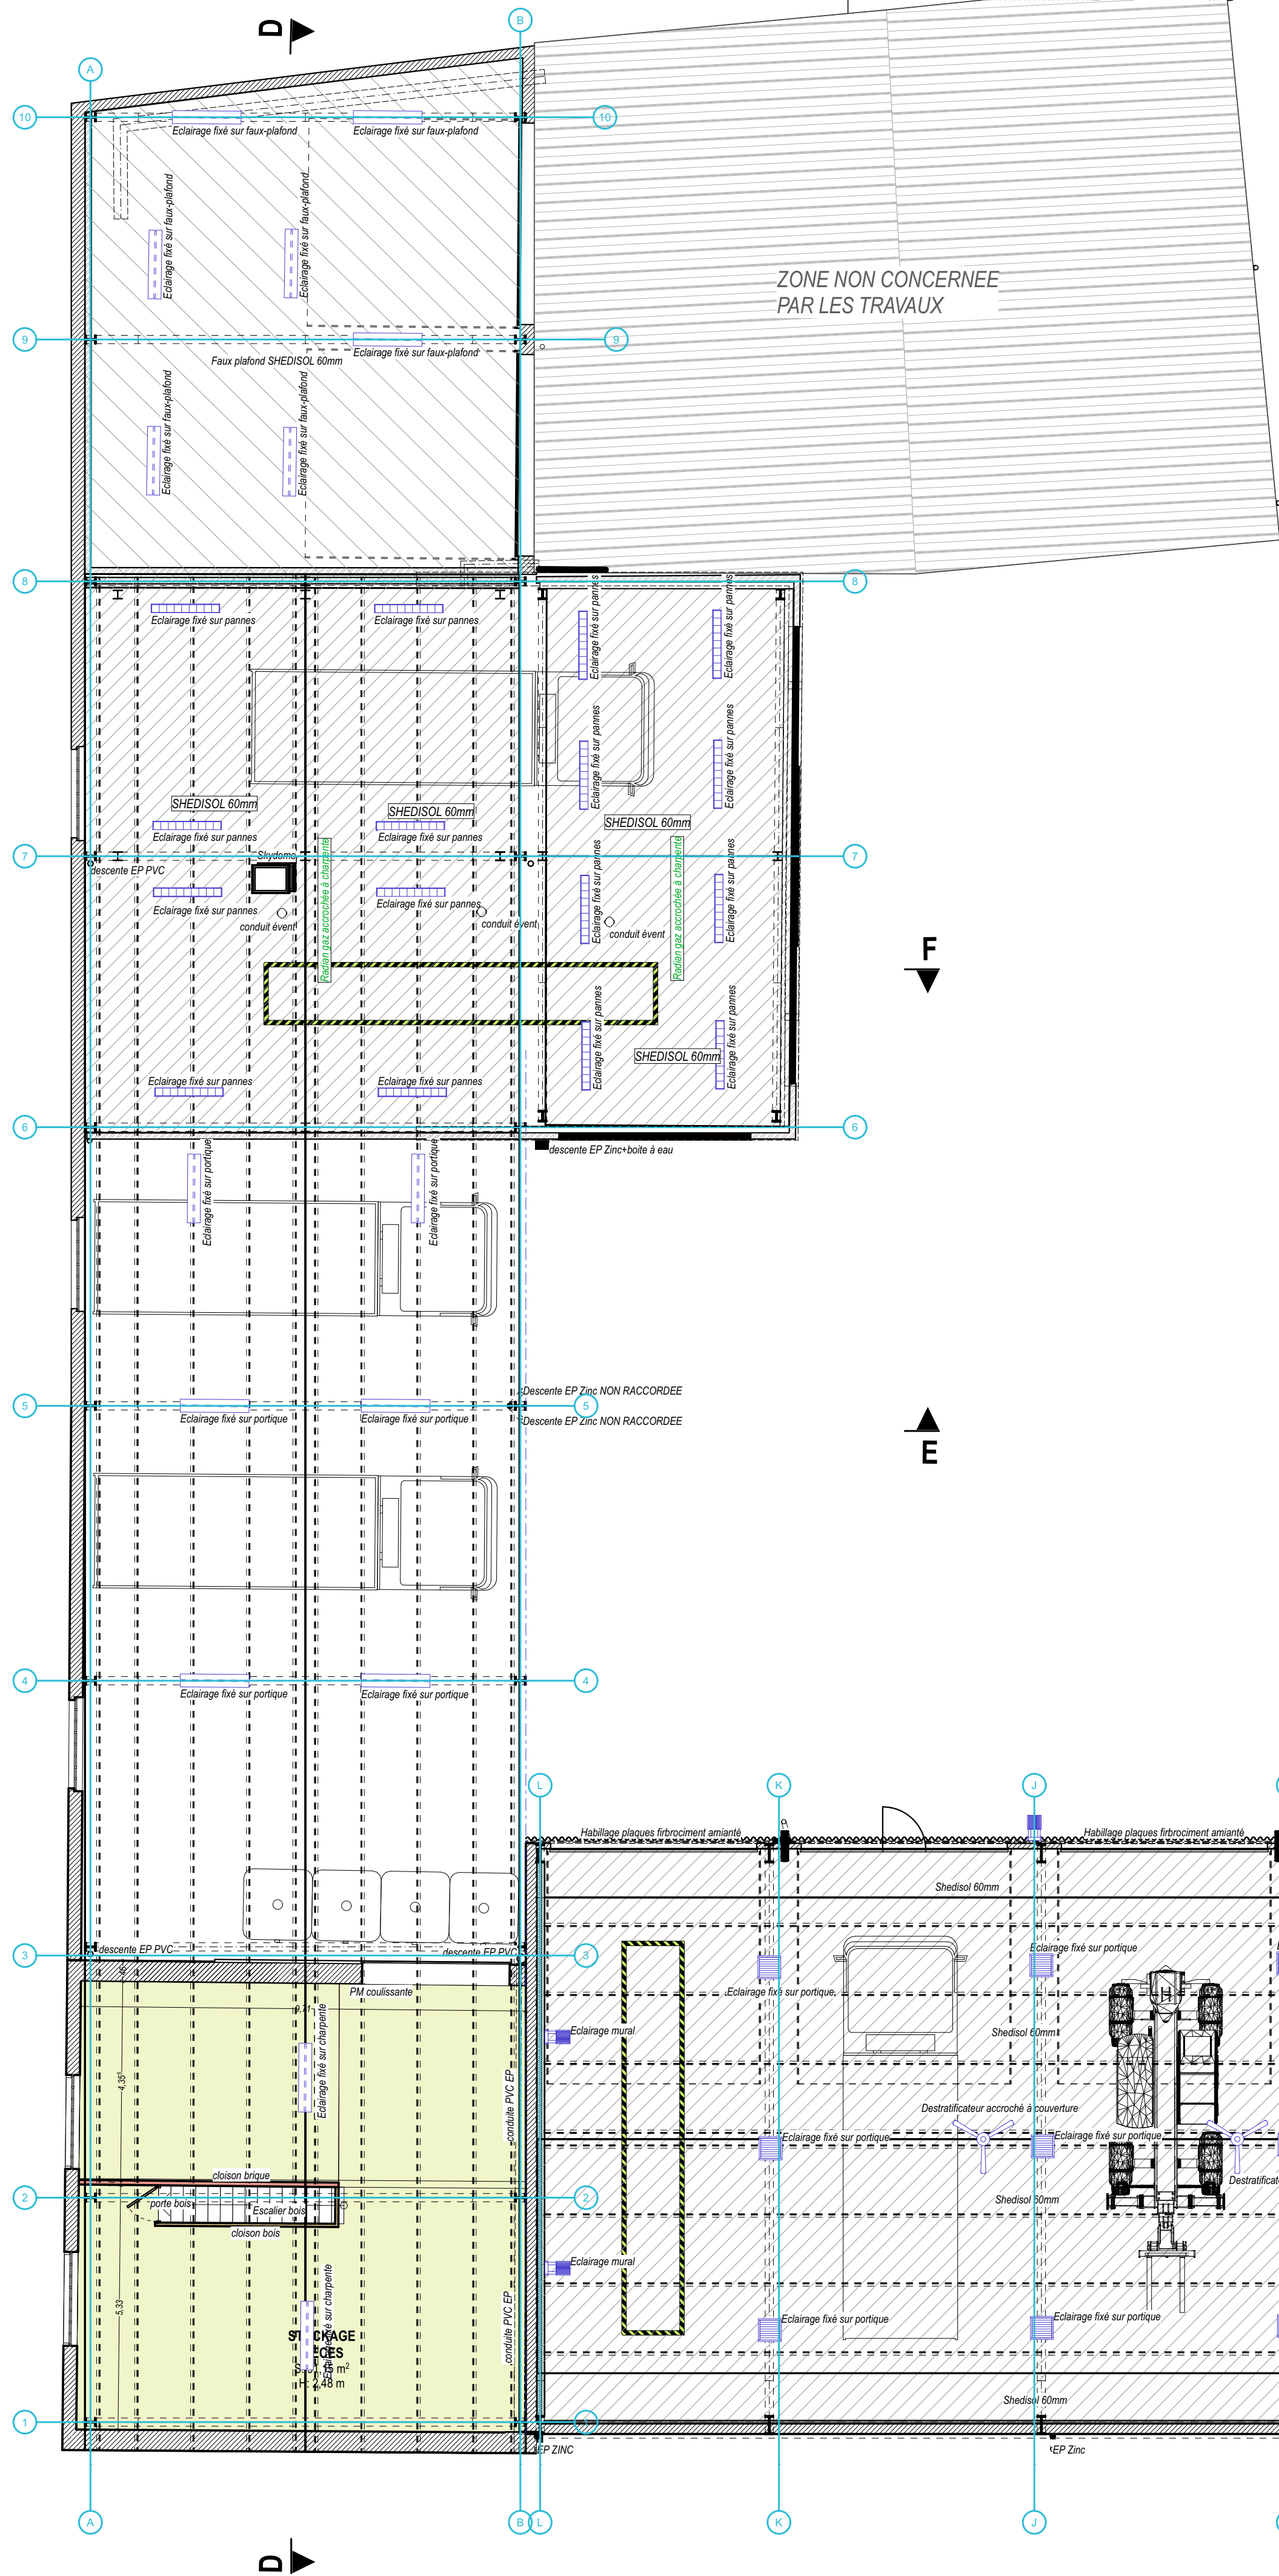 D
B
A
10
10
Eclairage fixé sur faux-plafond
Eclairage fixé sur faux-plafond
Eclairage fixé sur faux-plafond
Eclairage fixé sur faux-plafond
ZONE NON CONCERNEE
PAR LES TRAVAUX
9
9
Faux plafond SHEDISOL 60mm
Eclairage fixé sur faux-plafond
Eclairage fixé sur faux-plafond
Eclairage fixé sur faux-plafond
8
8
Eclairage fixé sur pannes
Eclairage fixé sur pannes
Eclairage fixé sur pannes
Eclairage fixé sur pannes
Eclairage fixé sur pannes
Eclairage fixé sur pannes
SHEDISOL 60mm
SHEDISOL 60mm
SHEDISOL 60mm
Eclairage fixé sur pannes
Eclairage fixé sur pannes
7
7
Skydome
descente EP PVC
Radian gaz accrochée à charpente
Radian gaz accrochée à charpente
Eclairage fixé sur pannes
Eclairage fixé sur pannes
Eclairage fixé sur pannes
Eclairage fixé sur pannes
conduit évent
conduit évent
conduit évent
F
Eclairage fixé sur pannes
Eclairage fixé sur pannes
SHEDISOL 60mm
Eclairage fixé sur pannes
Eclairage fixé sur pannes
6
6
descente EP Zinc+boite à eau
Eclairage fixé sur portique
Eclairage fixé sur portique
Descente EP Zinc NON RACCORDEE
5
5
Eclairage fixé sur portique
Eclairage fixé sur portique
Descente EP Zinc NON RACCORDEE
E
4
4
Eclairage fixé sur portique
Eclairage fixé sur portique
L
K
J
Habillage plaques firbrociment amianté
Habillage plaques firbrociment amianté
Shedisol 60mm
descente EP PVC
descente EP PVC
3
3
Eclairage fixé sur portique
PM coulissante
Eclairage fixé sur portique
9,71
Eclairage fixé sur charpente
Eclairage mural
Shedisol 60mm
4,35⁵
conduite PVC EP
Destratificateur accroché à couverture
Eclairage fixé sur portique
Eclairage fixé sur portique
cloison brique
Shedisol 60mm
2
2
porte bois
Escalier bois
cloison bois
Eclairage mural
5,33
Eclairage fixé sur charpente
conduite PVC EP
Eclairage fixé sur portique
Eclairage fixé sur portique
H: 2,48 m
Shedisol 60mm
1
EP ZINC
EP Zinc
A
B
L
K
J
D